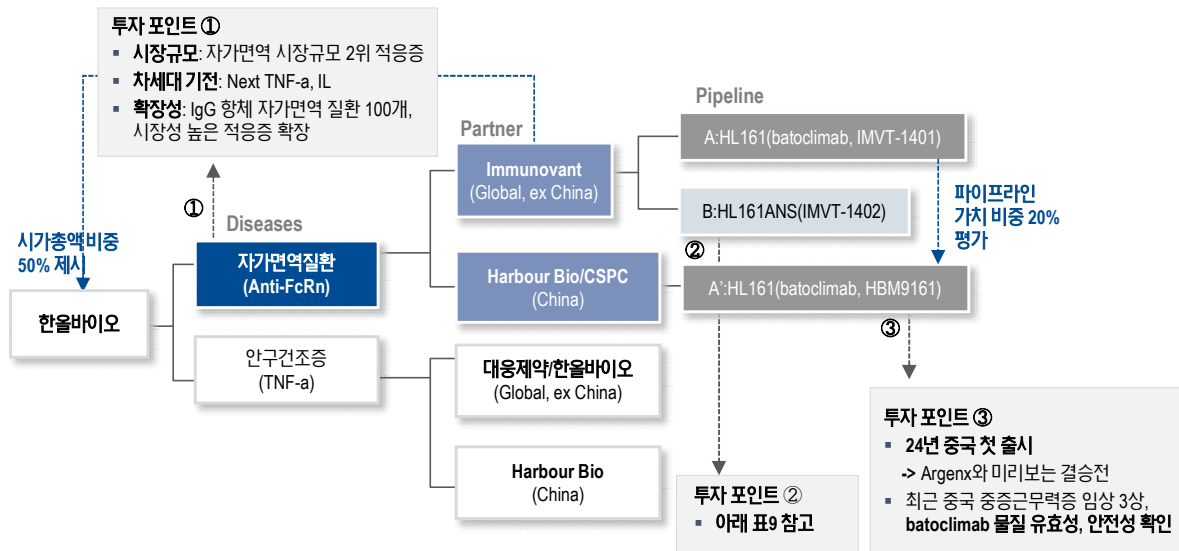 투자 포인트 ①
▪ 시장규모: 자가면역 시장규모 2위 적응증
▪ 차세대 기전: Next TNF-a, IL
▪ 확장성: IgG 항체 자가면역 질환 100개,
시장성 높은 적응증 확장
Pipeline
Partner
A:HL161(batoclimab, IMVT-1401)
Immunovant
(Global, ex China)
①
파이프라인
가치 비중 20%
평가
B:HL161ANS(IMVT-1402)
Diseases
시가총액 비중
50% 제시
②
자가면역질환
(Anti-FcRn)
Harbour Bio/CSPC
(China)
A':HL161(batoclimab, HBM9161)
한올바이오
③
안구건조증
(TNF-a)
대웅제약/한올바이오
(Global, ex China)
Harbour Bio
(China)
투자 포인트 ②
▪ 아래 표9 참고
투자 포인트 ③
▪ 24년 중국 첫 출시
-> Argenx와 미리보는 결승전
▪ 최근 중국 중증근무력증 임상 3상,
batoclimab 물질 유효성, 안전성 확인